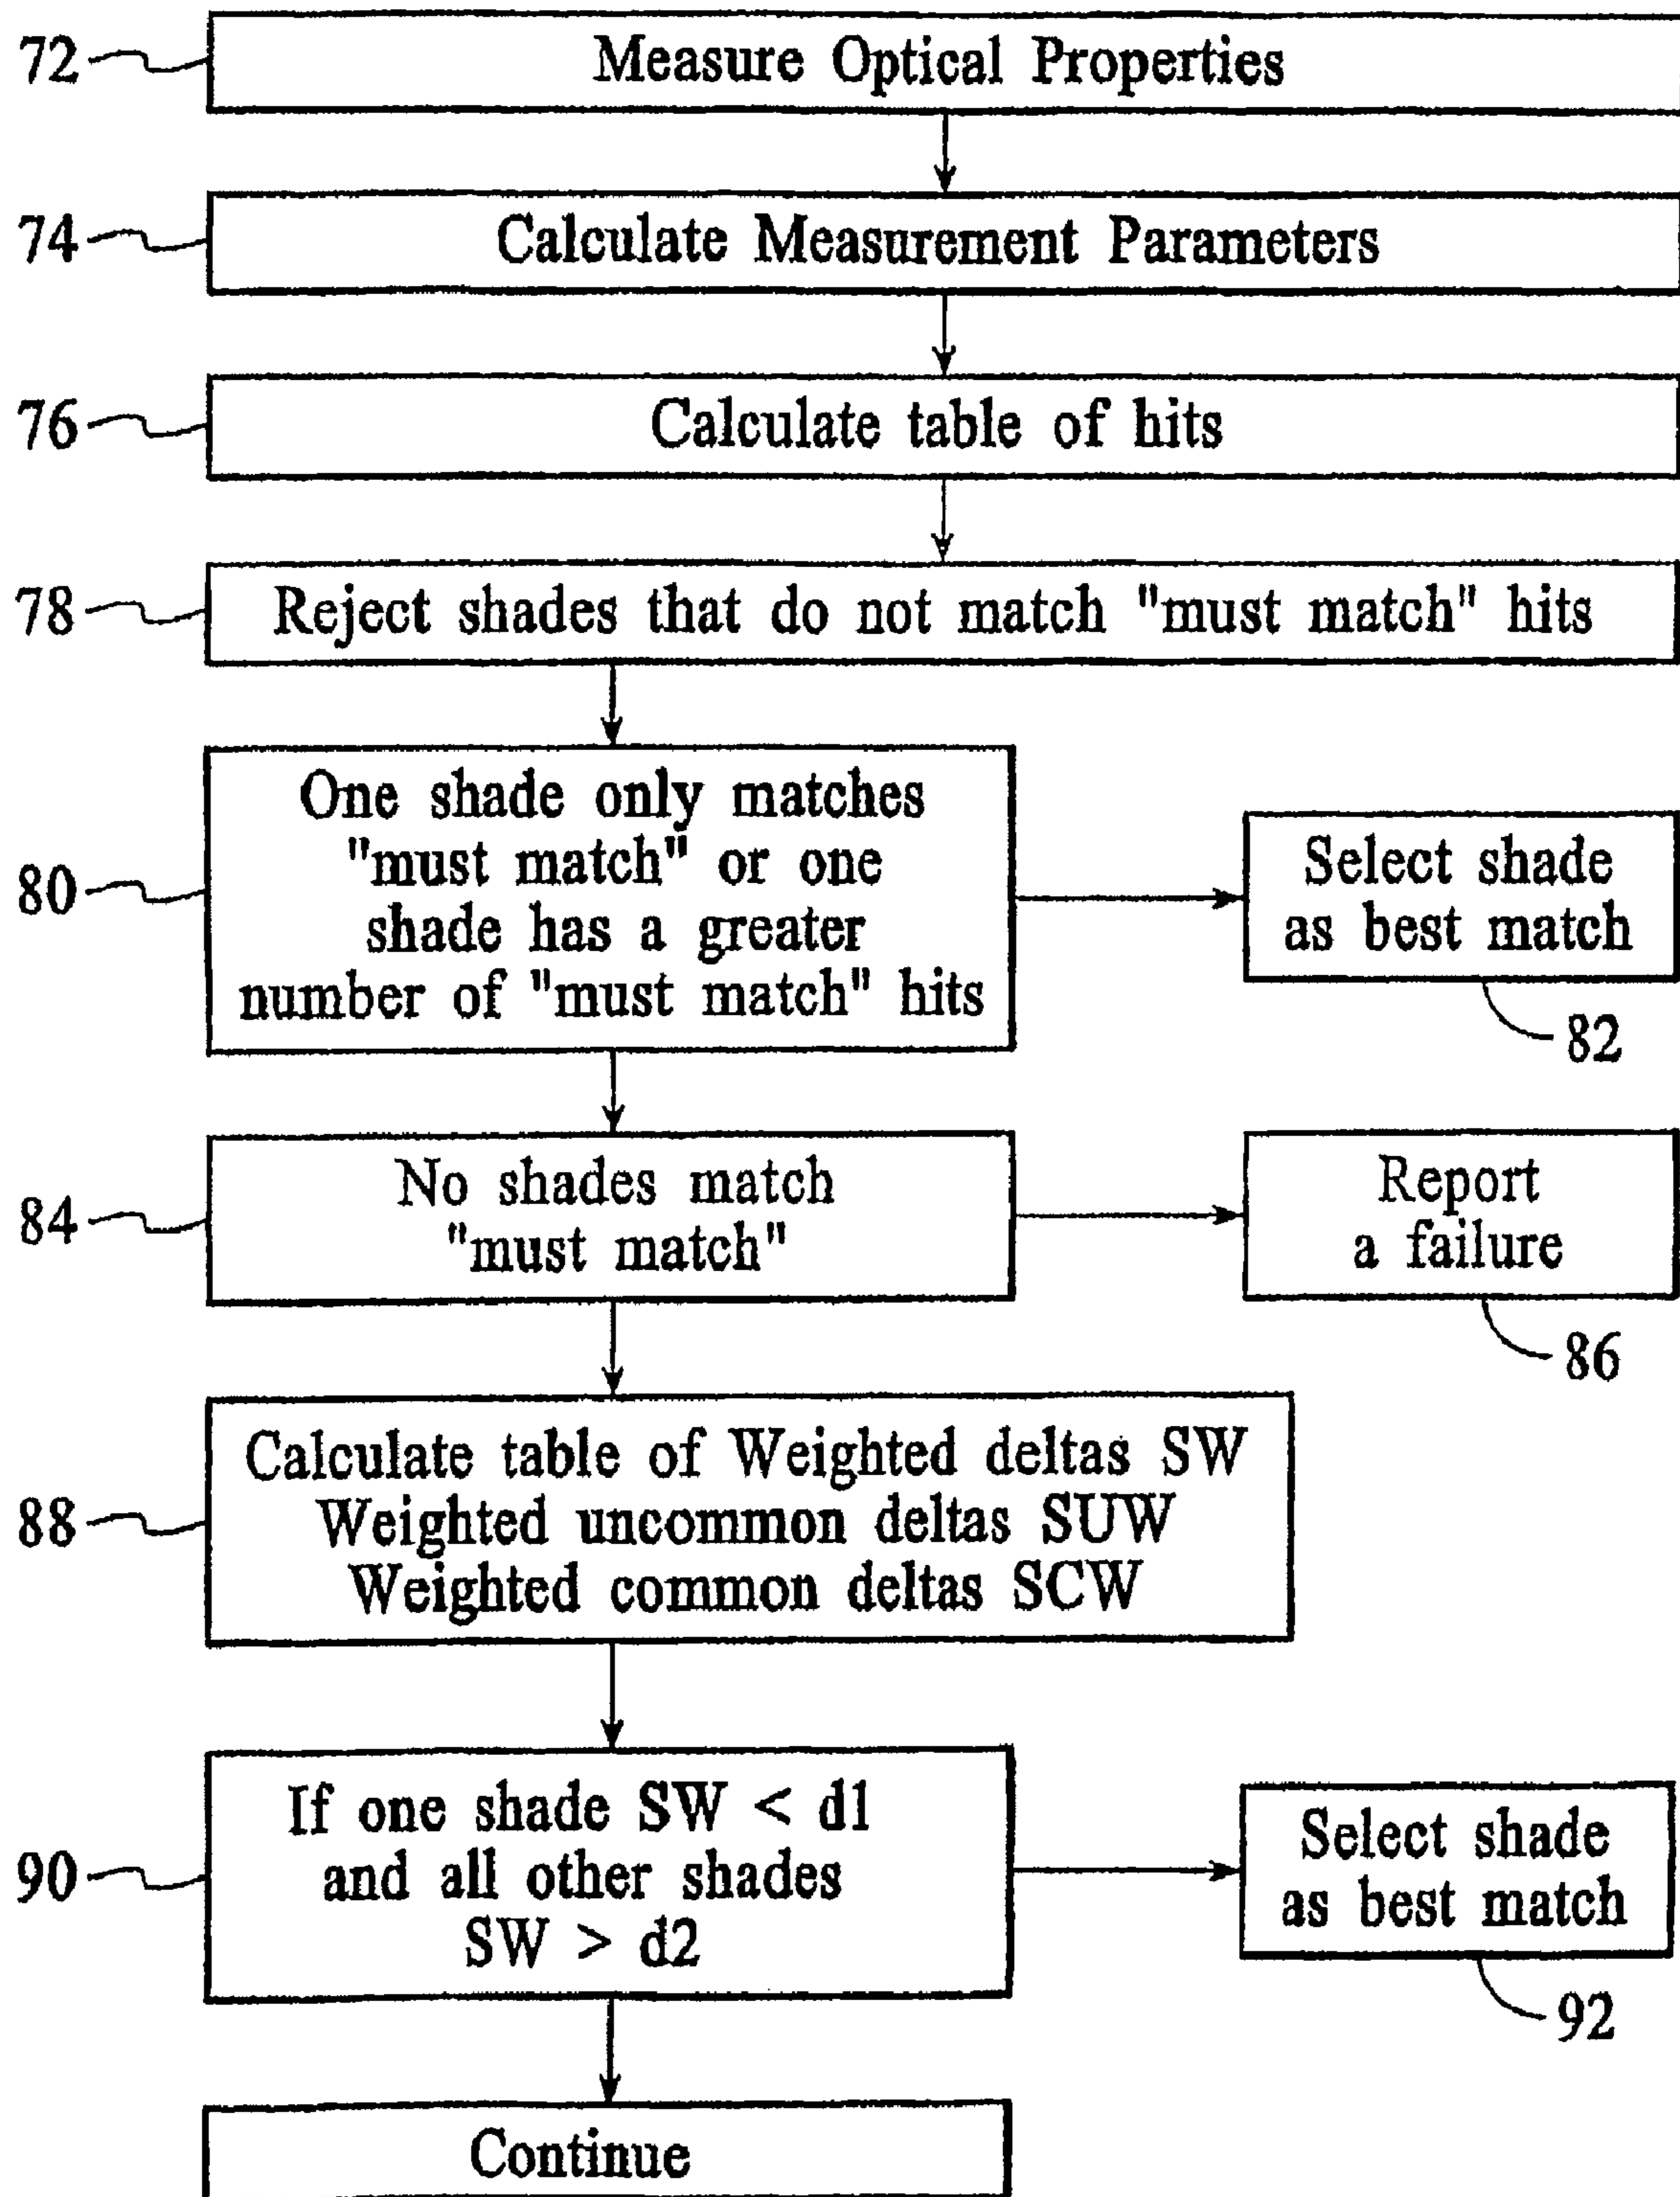 72
Measure Optical Properties
74
Calculate Measurement Parameters
76
Calculate table of hits
78
Reject shades that do not match "must match" hits
80
One shade only matches
"must match" or one
shade has a greater
number of "must match" hits
Select shade
as best match
82
84
No shades match
"must match"
Report
a failure
86
88
Calculate table of Weighted deltas SW
Weighted uncommon deltas SUW
Weighted common deltas SCW
90
If one shade SW < d1
and all other shades
SW > d2
Select shade
as best match
92
Continue